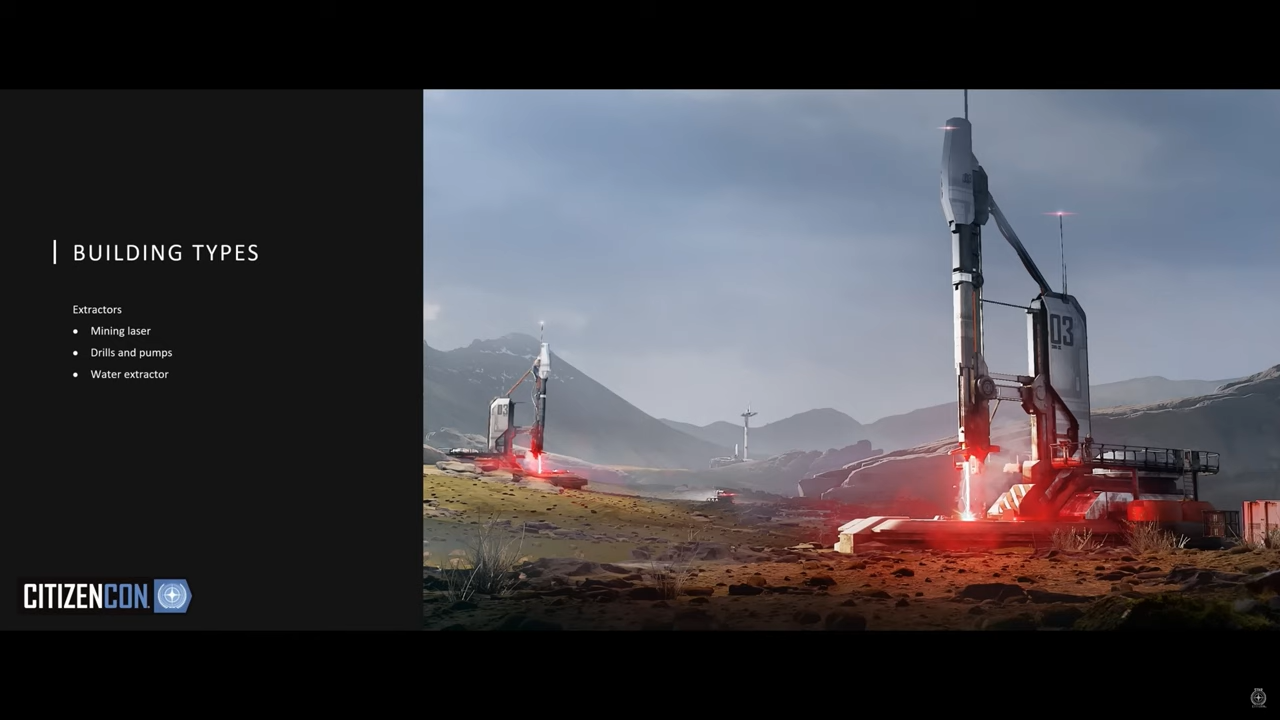 BUILDING TYPES
Extractors
• Mining laser
• Drills and pumps
• Water extractor
CITIZENCON
03
03